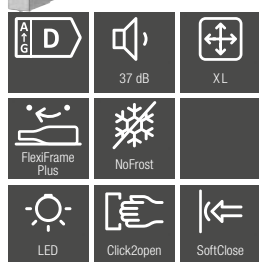 A
↑
G
D
37 dB
XL
FlexiFrame
Plus
NoFrost
LED
Click2open
SoftClose